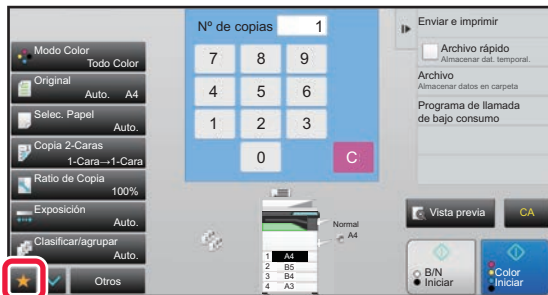 Modo Color
Todo Color
Original
Auto. A4
Selec. Papel
Auto.
Copia 2-Caras
1-Cara→1-Cara
Ratio de Copia
100%
Exposición
Auto.
Clasificar/agrupar
Auto.
Otros
Nº de copias 1
7 8 9
4 5 6
1 2 3
0 C
Normal
A4
1 A4
2 B5
3 B4
4 A3
Enviar e imprimir
Archivo rápido
Almacenar dat. temporal.
Archivo
Almacenar datos en carpeta
Programa de llamada
de bajo consumo
Vista previa CA
B/N
Iniciar
Color
Iniciar